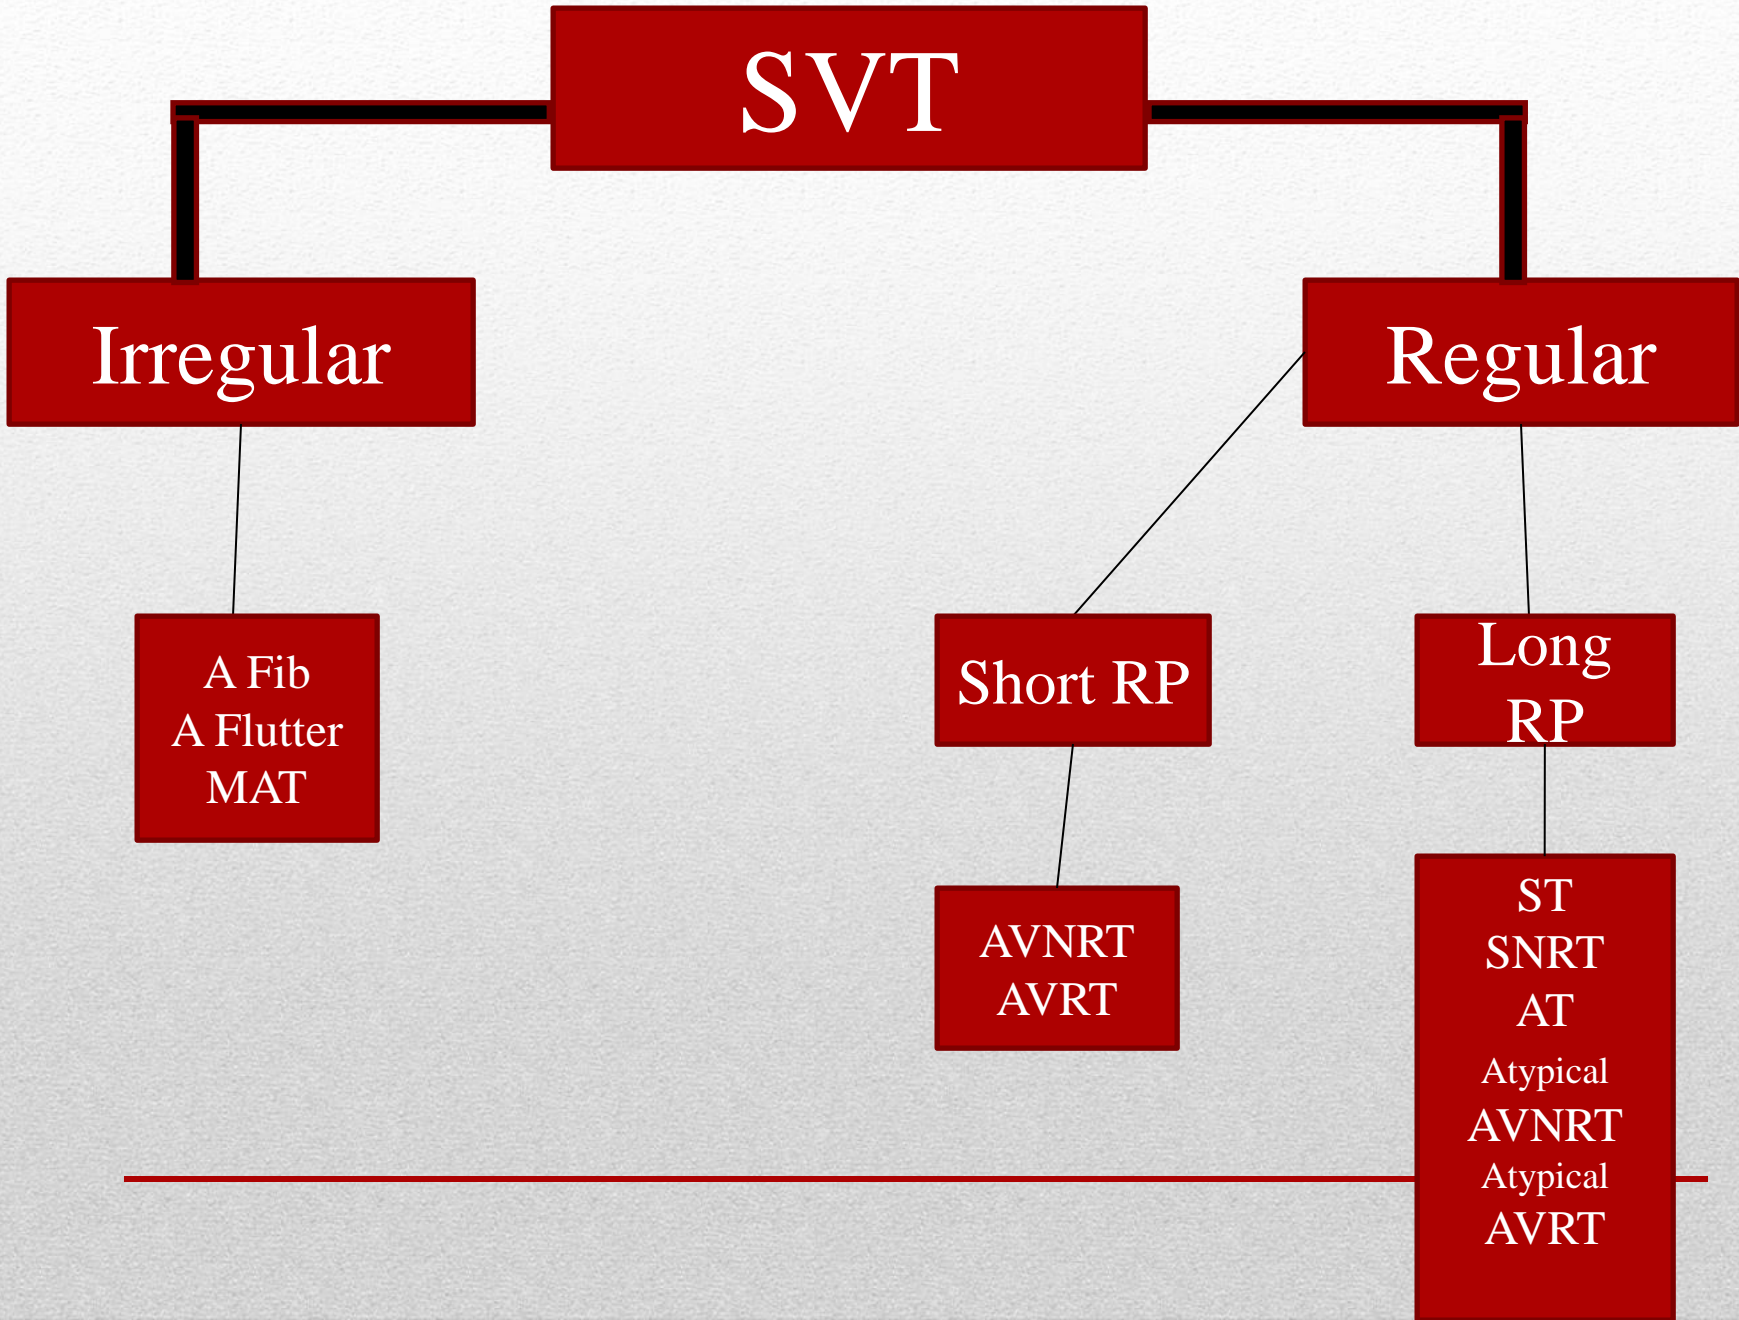 SVT
Irregular
Regular
A Fib
A Flutter
MAT
Short RP
Long
RP
AVNRT
AVRT
ST
SNRT
AT
Atypical
AVNRT
Atypical
AVRT